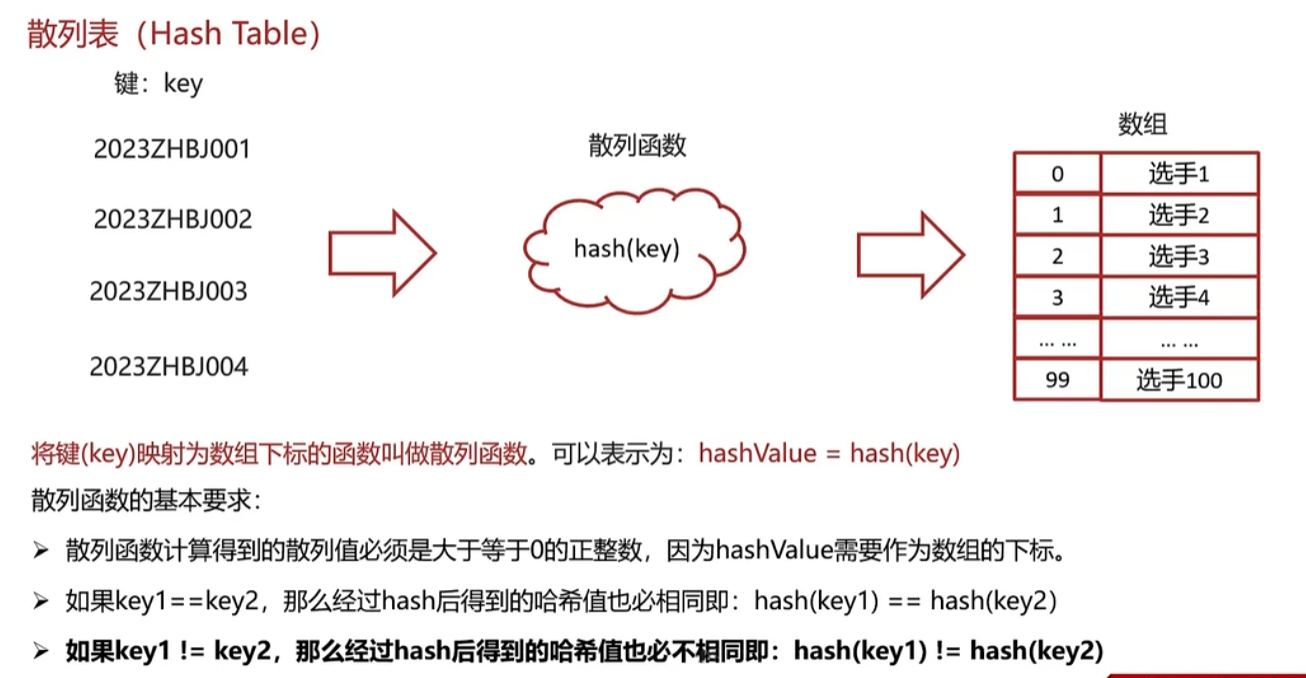 散列表（Hash Table）
键：key
数组
散列函数
2023ZHBJ001
0 选手1
1 选手2
2023ZHBJ002
hash(key)
2 选手3
2023ZHBJ003
3 选手4
... ... ... ...
2023ZHBJ004
99 选手100
将键(key)映射为数组下标的函数叫做散列函数。可以表示为：hashValue = hash(key)
散列函数的基本要求：
➢ 散列函数计算得到的散列值必须是大于等于0的正整数，因为hashValue需要作为数组的下标。
➢ 如果key1==key2，那么经过hash后得到的哈希值也必相同即：hash(key1) == hash(key2）
➢ 如果key1 != key2，那么经过hash后得到的哈希值也必不相同即：hash(key1) != hash(key2)